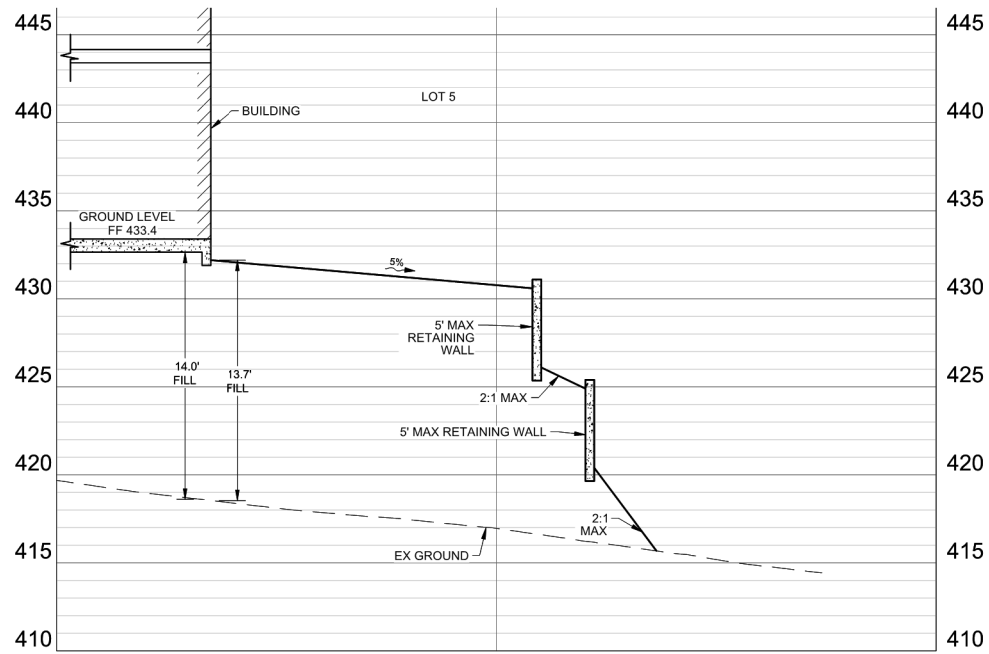 445
445
LOT 5
440
BUILDING
440
435
435
GROUND LEVEL
FF 433.4
5%
430
430
5' MAX
RETAINING
WALL
14.0'
FILL
13.7'
FILL
425
425
2:1 MAX
5' MAX RETAINING WALL
420
420
2:1
MAX
EX GROUND
415
415
410
410